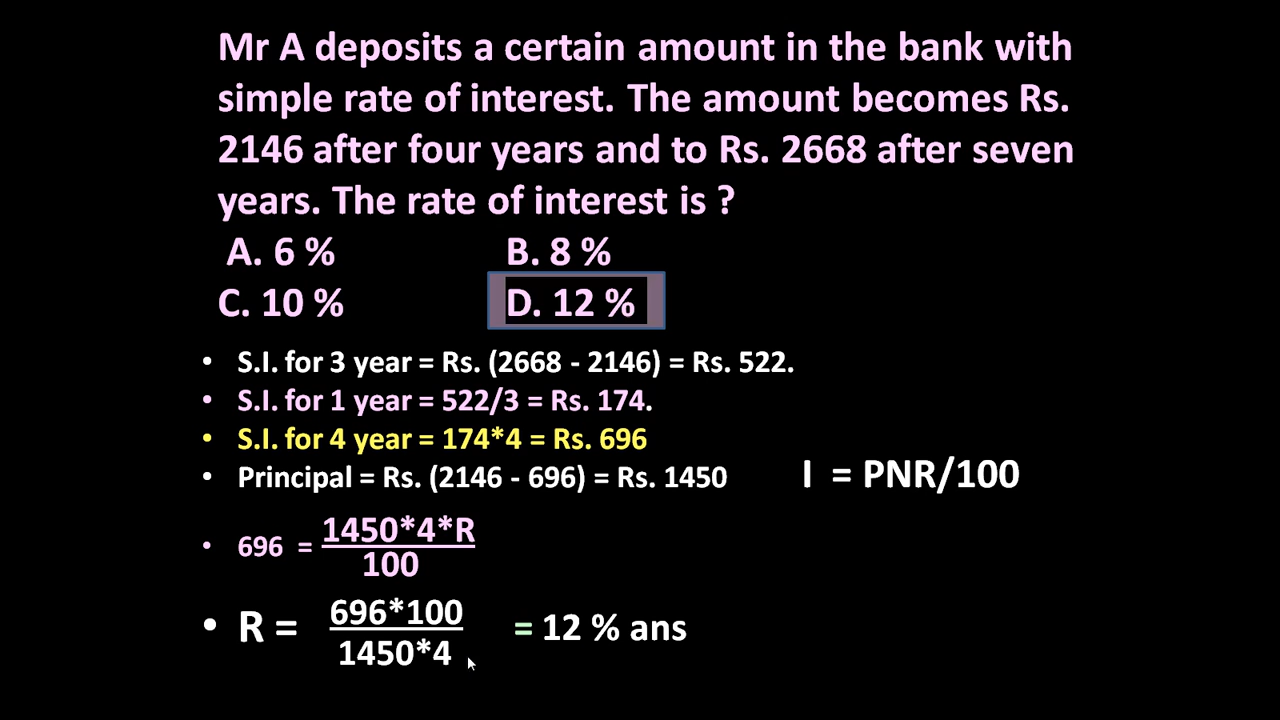 Mr A deposits a certain amount in the bank with
simple rate of interest. The amount becomes Rs.
2146 after four years and to Rs. 2668 after seven
years. The rate of interest is ?
A. 6 % B. 8 %
C. 10 % D. 12 %
• S.I. for 3 year = Rs. (2668 - 2146) = Rs. 522.
• S.I. for 1 year = 522/3 = Rs. 174.
• S.I. for 4 year = 174*4 = Rs. 696
• Principal = Rs. (2146 - 696) = Rs. 1450
I = PNR/100
• 696 = 1450*4*R
100
• R = 696*100 = 12 % ans
1450*4